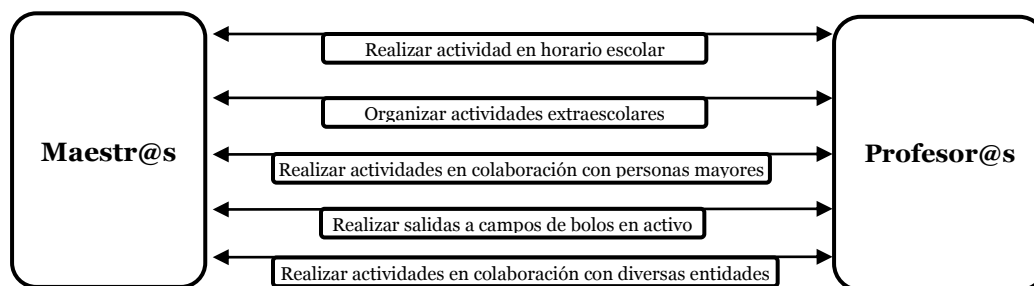 Realizar actividad en horario escolar
Organizar actividades extraescolares
Maestr@s
Profesor@s
Realizar actividades en colaboración con personas mayores
Realizar salidas a campos de bolos en activo
Realizar actividades en colaboración con diversas entidades